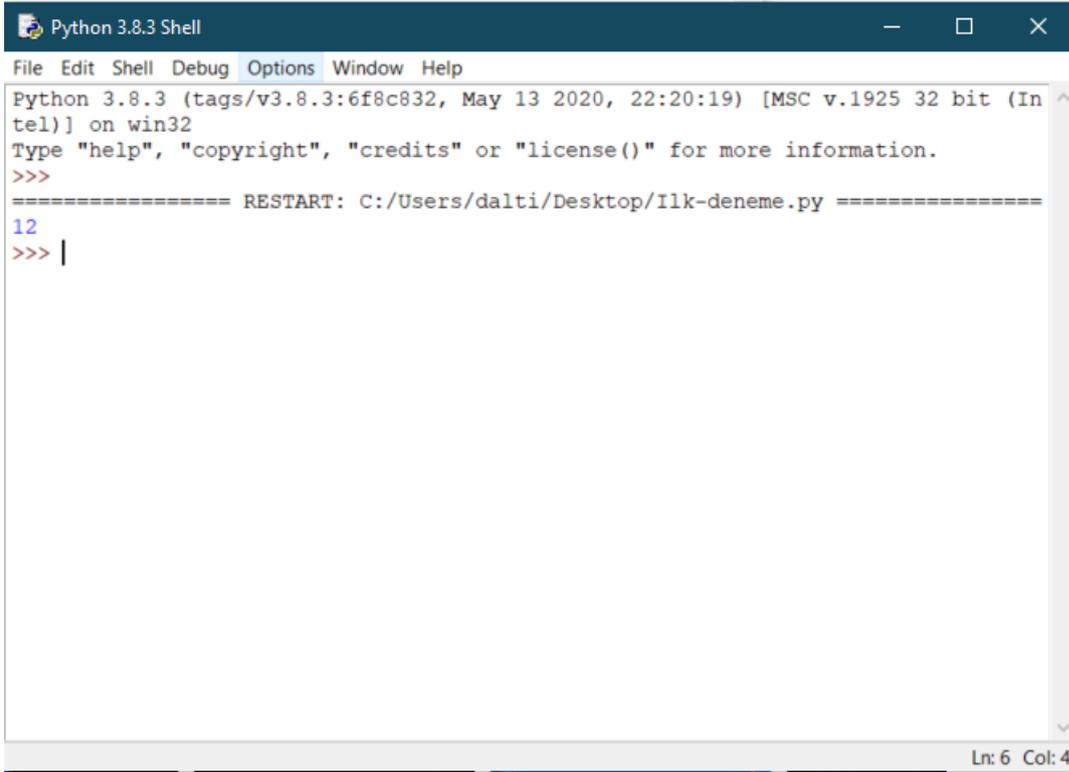 Python 3.8.3 Shell
File Edit Shell Debug Options Window Help
Python 3.8.3 (tags/v3.8.3:6f8c832, May 13 2020, 22:20:19) [MSC v.1925 32 bit (In
tel)] on win32
Type "help", "copyright", "credits" or "license()" for more information.
>>>
================= RESTART: C:/Users/dalti/Desktop/Ilk-deneme.py ================
12
>>>
Ln: 6 Col: 4